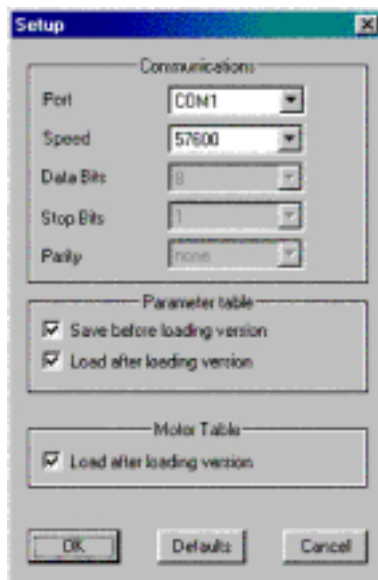 Setup
Communications
Port COM1
Speed 57600
Data Bits 8
Stop Bits 1
Parity none
Parameter table
Save before loading version
Load after loading version
Motor Table
Load after loading version
OK Defaults Cancel